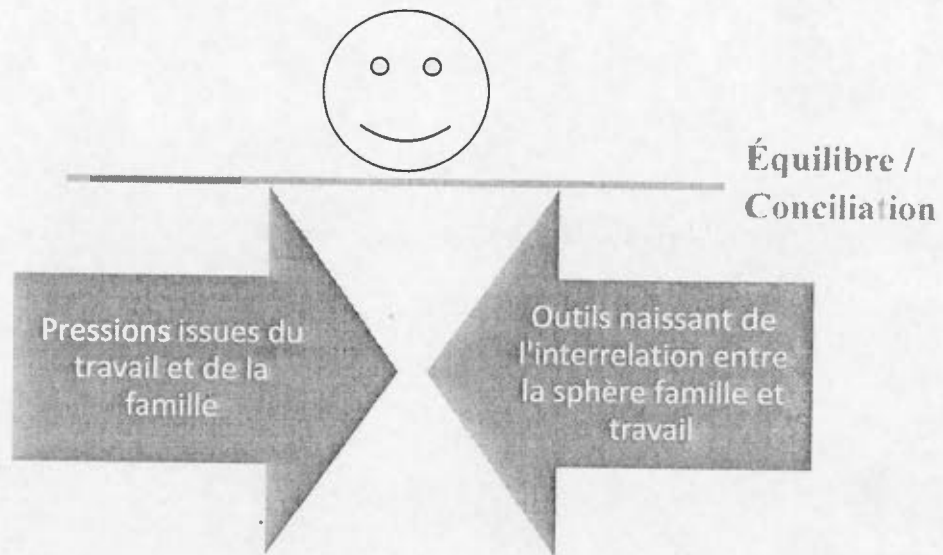 Équilibre /
Conciliation
Pressions issues du
travail et de la
famille
Outils naissant de
l'interrelation entre
la sphère famille et
travail